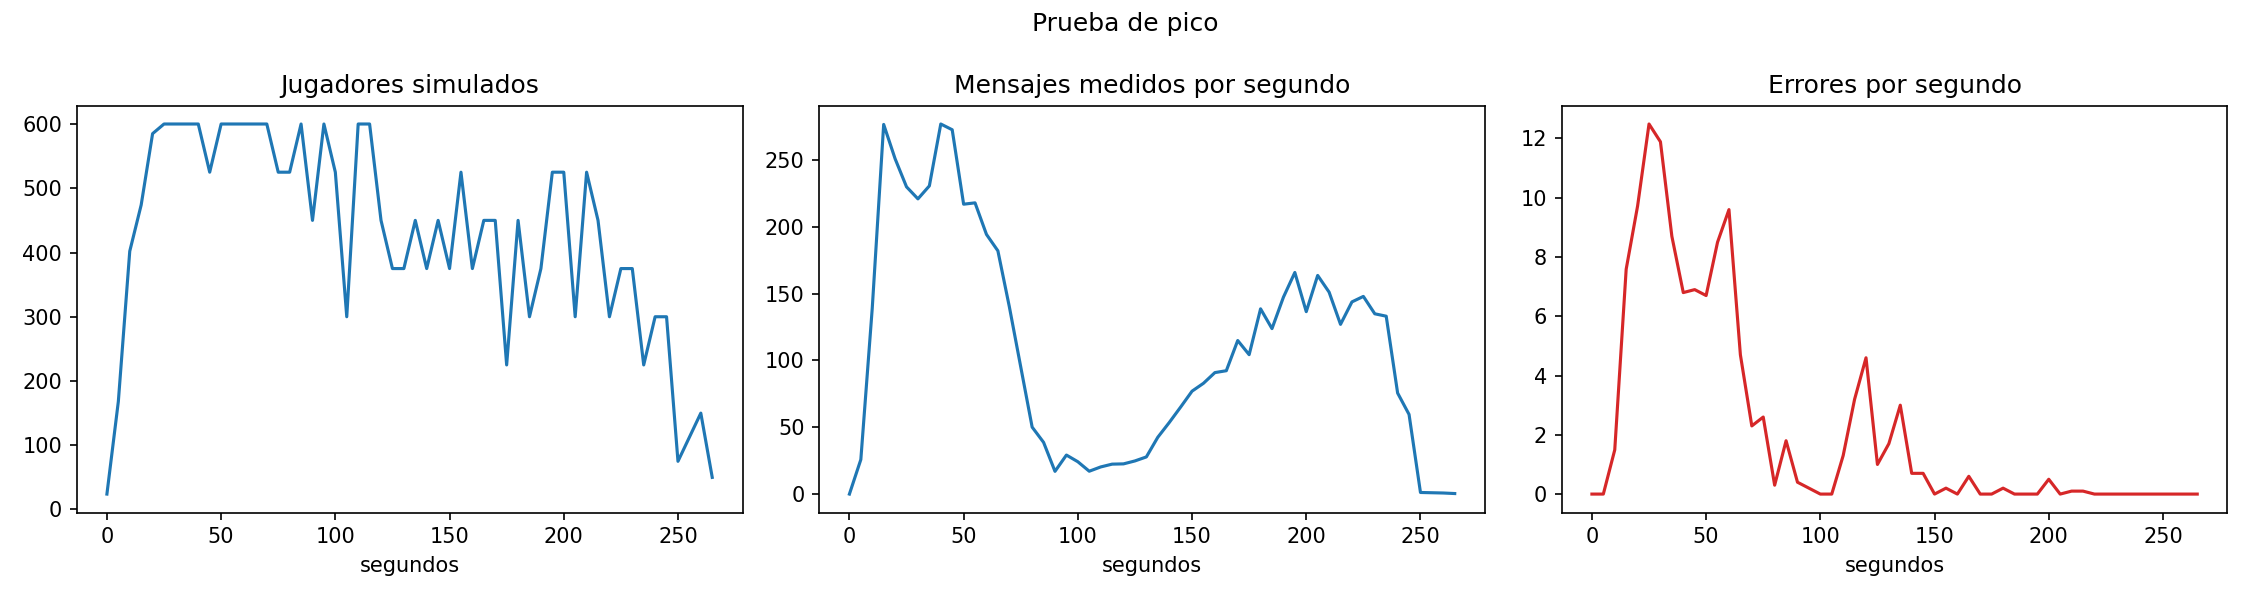 Prueba de pico
Jugadores simulados
600
500
400
300
200
100
0
0 50 100 150 200 250
segundos
Mensajes medidos por segundo
250
200
150
100
50
0
0 50 100 150 200 250
segundos
Errores por segundo
12
10
8
6
4
2
0
0 50 100 150 200 250
segundos